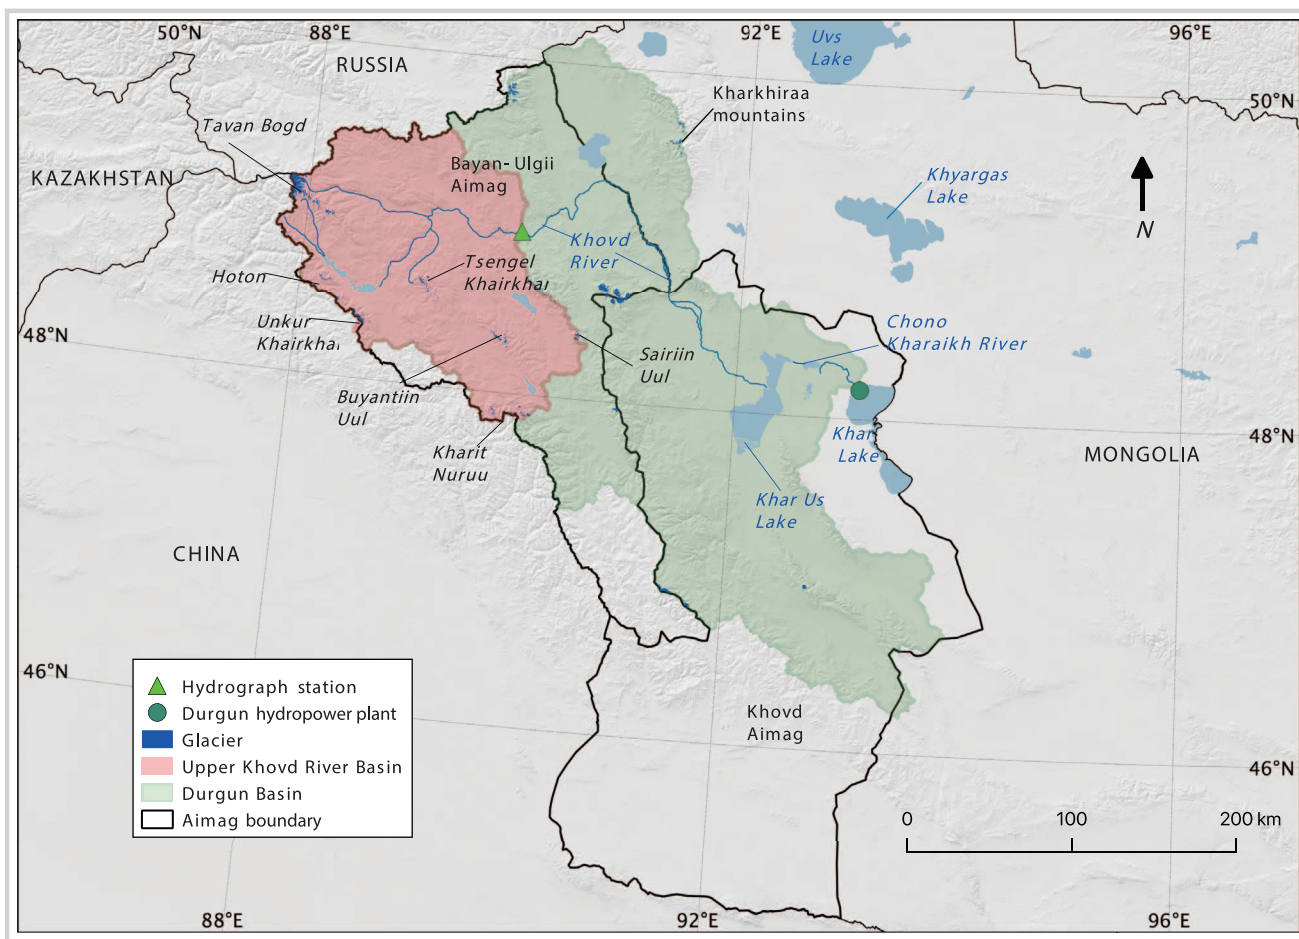 50°N
88°E
92°E
96°E
RUSSIA
Uvs
Lake
Kharkhiraa
mountains
50°N
Tavan Bogd
Bayan-Ulgii
Aimag
KAZAKHSTAN
Khyargas
Lake
N
Khovd
River
Tsengel
Khairkhar
Hoton
Unkur
Khairkhar
48°N
Chono
Kharaikh River
Sairiin
Uul
Buyantiin
Uul
Kharit
Nuruu
Khar
Lake
48°N
MONGOLIA
Khar Us
Lake
CHINA
46°N
Hydrograph station
Durgun hydropower plant
Glacier
Upper Khovd River Basin
Durgun Basin
Aimag boundary
Khovd
Aimag
46°N
0
100
200 km
88°E
92°E
96°E